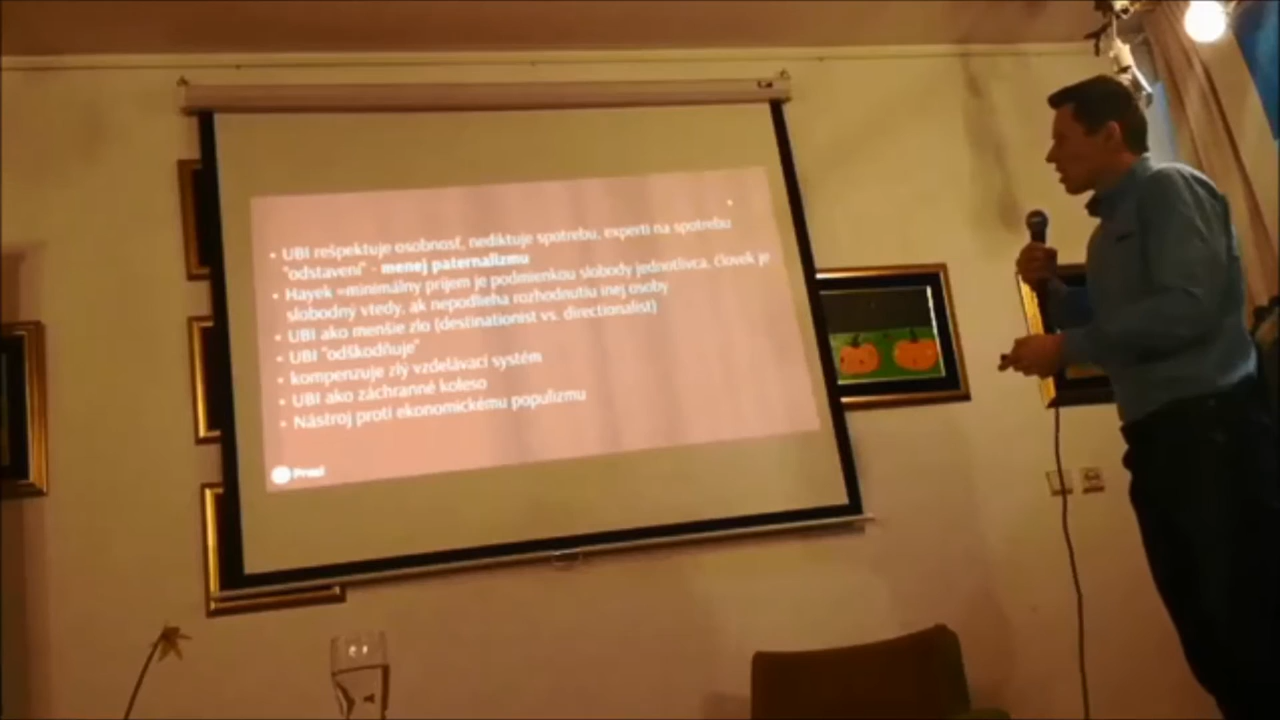 • UBI rešpektuje osobnosť, nediktuje spotrebu, experti na spotrebu
"odstavení" - menej paternalizmu
• Hayek =minimálny príjem je podmienkou slobody jednotlivca, človek je
slobodný vtedy, ak nepodlieha rozhodnutiu inej osoby
• UBI ako menšie zlo (destinationist vs. directionalist)
• UBI "odškodňuje"
• kompenzuje zlý vzdelávací systém
• UBI ako záchranné koleso
• Nástroj proti ekonomickému populizmu
Prezi